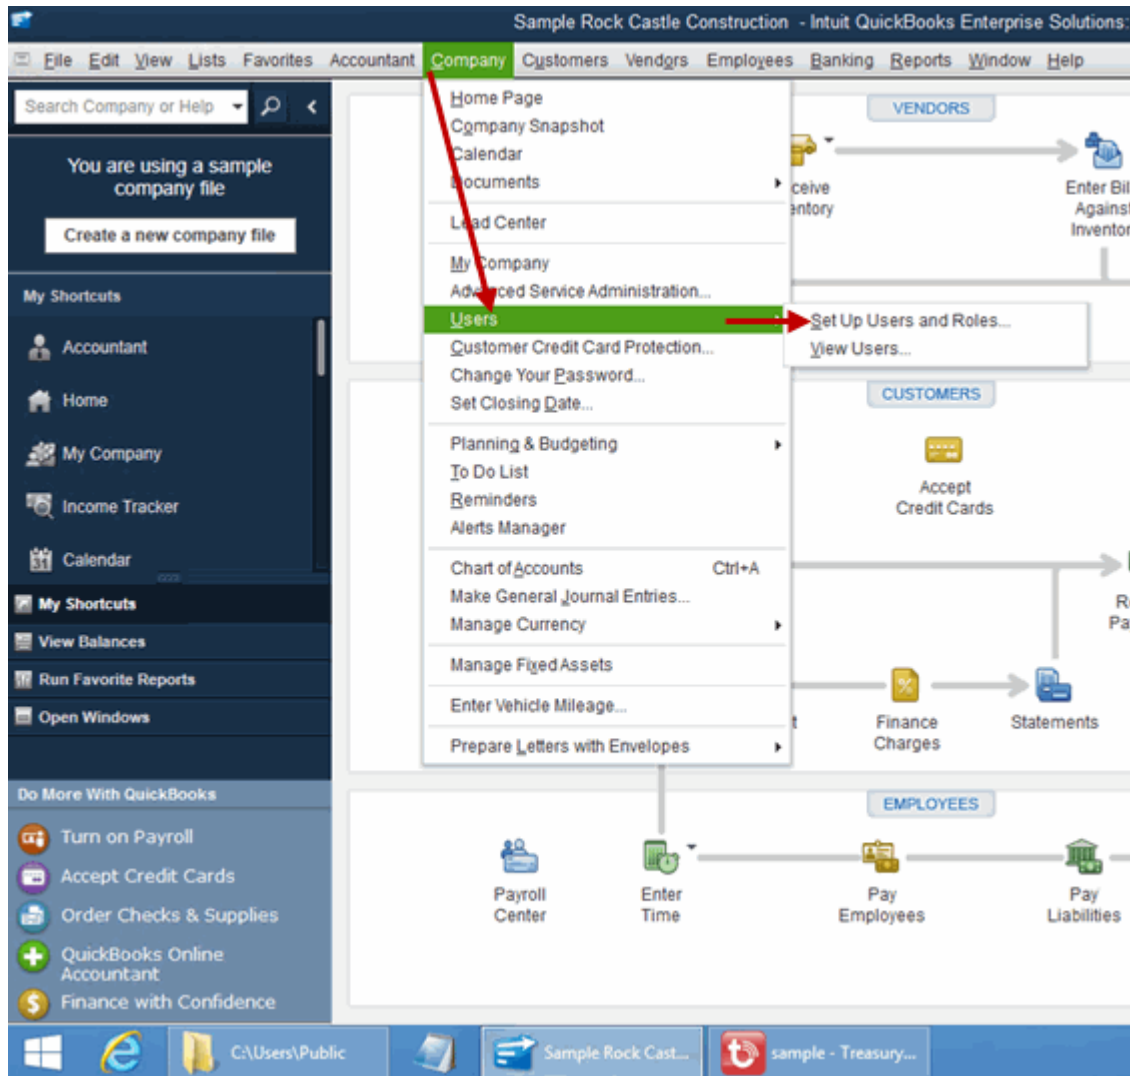 Sample Rock Castle Construction - Intuit QuickBooks Enterprise Solutions:
File Edit View Lists Favorites Accountant Company Customers Vendors Employees Banking Reports Window Help
Search Company or Help
You are using a sample
company file
Create a new company file
My Shortcuts
Accountant
Home
My Company
Income Tracker
31
Calendar
My Shortcuts
View Balances
Run Favorite Reports
Open Windows
Do More With QuickBooks
Turn on Payroll
Accept Credit Cards
Order Checks & Supplies
QuickBooks Online
Accountant
Finance with Confidence
Home Page
Company Snapshot
Calendar
Documents
Lead Center
My Company
Advanced Service Administration...
Users
Customer Credit Card Protection...
Change Your Password...
Set Closing Date...
Planning & Budgeting
To Do List
Reminders
Alerts Manager
Chart of Accounts Ctrl+A
Make General Journal Entries...
Manage Currency
Manage Fixed Assets
Enter Vehicle Mileage...
Prepare Letters with Envelopes
Set Up Users and Roles...
View Users...
VENDORS
ceive
entory
Enter Bil
Against
Inventor
CUSTOMERS
Accept
Credit Cards
R
Pa
t
Finance
Charges
Statements
EMPLOYEES
Payroll
Center
Enter
Time
Pay
Employees
Pay
Liabilities
C:\Users\Public
Sample Rock Cast...
sample - Treasury...